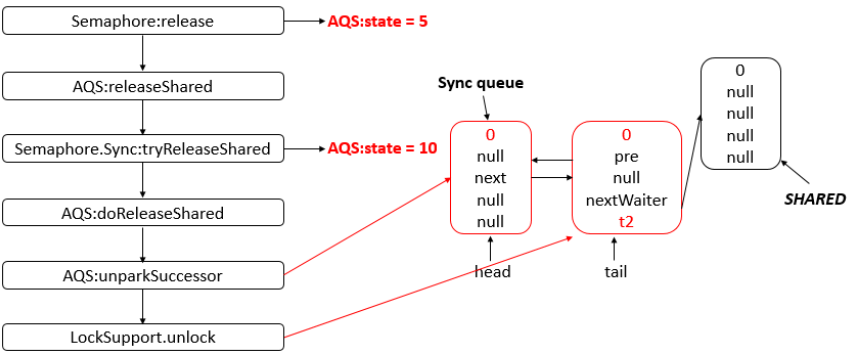 Semaphore:release
AQS:state = 5
AQS:releaseShared
Semaphore.Sync:tryReleaseShared
AQS:state = 10
AQS:doReleaseShared
AQS:unparkSuccessor
LockSupport.unlock
Sync queue
0
null
next
null
null
head
0
pre
null
nextWaiter
t2
tail
0
null
null
null
null
SHARED